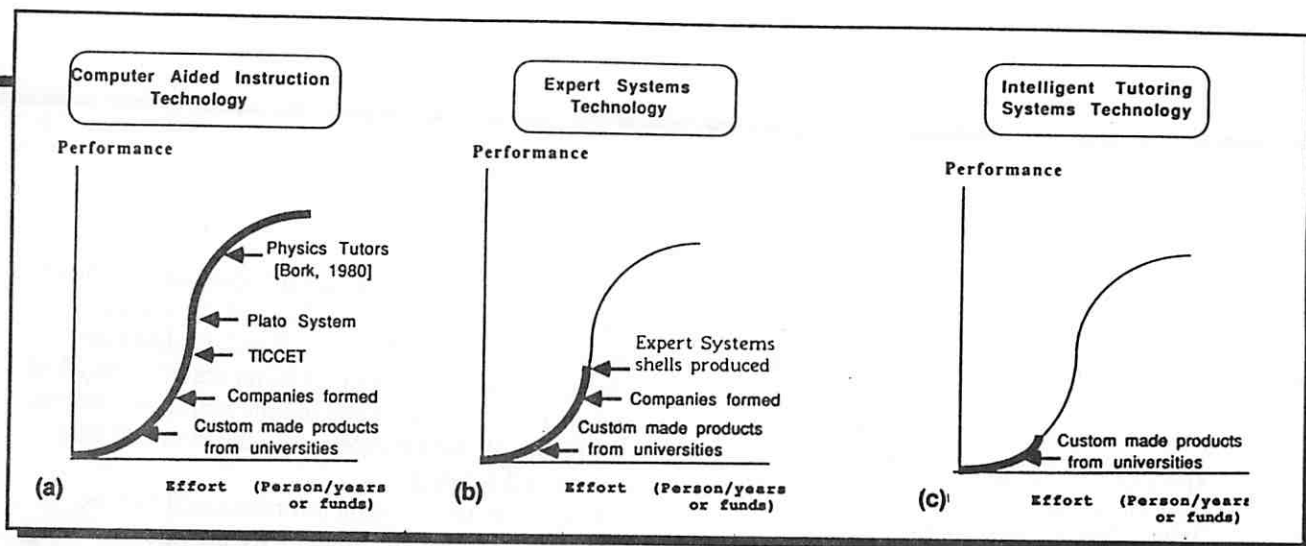 Computer Aided Instruction
Technology
Performance
Physics Tutors
[Bork, 1980]
Plato System
TICCET
Companies formed
Custom made products
from universities
(a)
Effort (Person/years
or funds)
Expert Systems
Technology
Performance
Expert Systems
shells produced
Companies formed
Custom made products
from universities
(b)
Effort (Person/years
or funds)
Intelligent Tutoring
Systems Technology
Performance
Custom made products
from universities
(c)
Effort (Person/years
or funds)